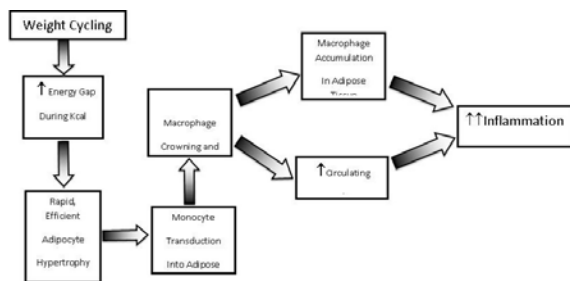 Weight Cycling
↑ Energy Gap
During Kcal
Rapid,
Efficient
Adipocyte
Hypertrophy
Monocyte
Transduction
Into Adipose
Macrophage
Crowning and
Macrophage
Accumulation
In Adipose
↑Circulating
↑↑Inflammation